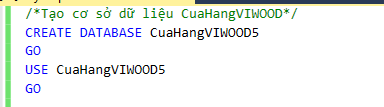 /*Tạo cơ sở dữ liệu CuaHangVIWOOD*/
CREATE DATABASE CuaHangVIWOOD5
GO
USE CuaHangVIWOOD5
GO